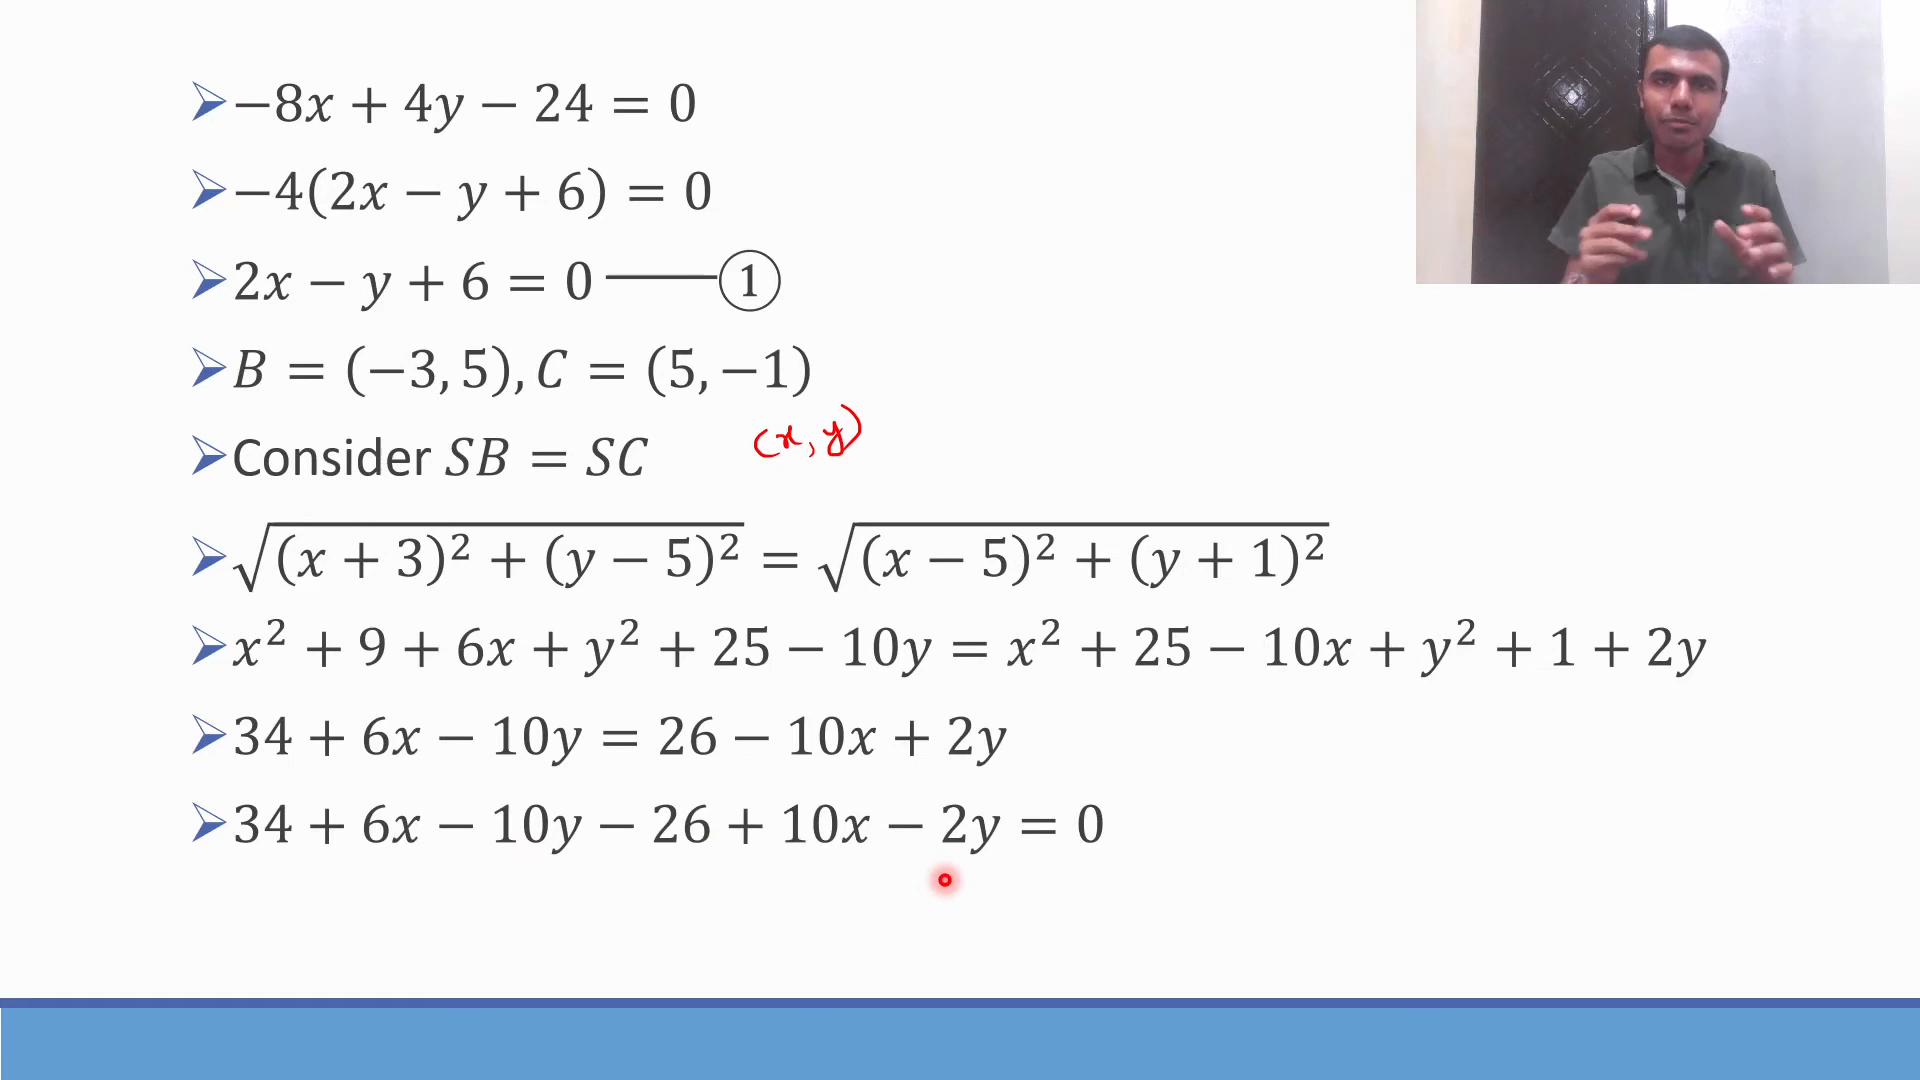 −8x + 4y − 24 = 0
−4(2x − y + 6) = 0
2x − y + 6 = 0 —— ①
B = (−3, 5), C = (5, −1)
(x, y)
Consider SB = SC
√((x + 3)² + (y − 5)²) = √((x − 5)² + (y + 1)²)
x² + 9 + 6x + y² + 25 − 10y = x² + 25 − 10x + y² + 1 + 2y
34 + 6x − 10y = 26 − 10x + 2y
34 + 6x − 10y − 26 + 10x − 2y = 0